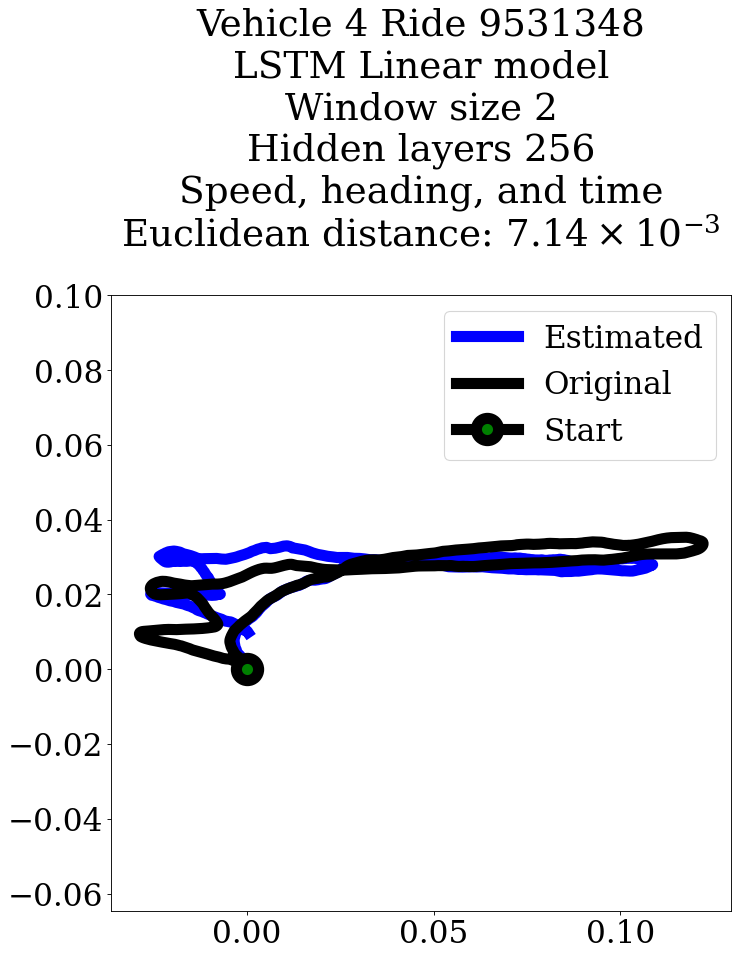 Vehicle 4 Ride 9531348
LSTM Linear model
Window size 2
Hidden layers 256
Speed, heading, and time
Euclidean distance: 7.14 × 10⁻³
0.10
0.08
0.06
0.04
0.02
0.00
−0.02
−0.04
−0.06
Estimated
Original
Start
0.00 0.05 0.10